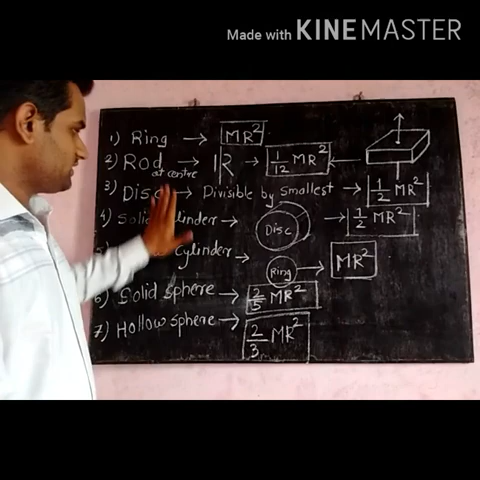 Made with KINEMASTER
1) Ring → MR²
2) Rod at centre → 1R → 1/12 MR² ←
3) Disc → Divisible by smallest → 1/2 MR²
4) Solid Cylinder → Disc → 1/2 MR²
5) Cylinder → Ring → MR²
6) Solid sphere → 2/5 MR²
7) Hollow sphere → 2/3 MR²